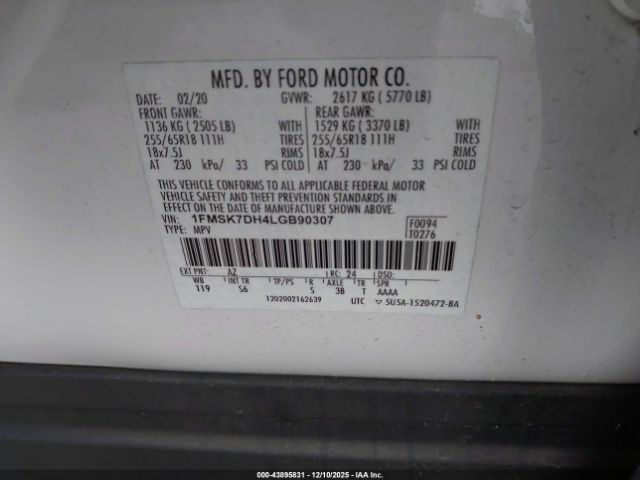 MFD. BY FORD MOTOR CO.
DATE: 02/20 GVWR: 2617 KG ( 5770 LB)
FRONT GAWR: REAR GAWR:
1136 KG ( 2505 LB) WITH 1529 KG ( 3370 LB) WITH
255/65R18 111H TIRES 255/65R18 111H TIRES
18x7.5J RIMS 18x7.5J RIMS
AT 230 kPa/ 33 PSI COLD AT 230 kPa/ 33 PSI COLD
THIS VEHICLE CONFORMS TO ALL APPLICABLE FEDERAL MOTOR
VEHICLE SAFETY AND THEFT PREVENTION STANDARDS IN
EFFECT ON THE DATE OF MANUFACTURE SHOWN ABOVE.
VIN: 1FMSK7DH4LGB90307 F0094
TYPE: MPV T0276
EXT PNT: AZ RC: 24 DSO:
WB INT TR TP/PS R AXLE TR SPR
119 S6 5 3B T AAAA
1202002162639 UTC ▽ 5U5A-1520472-BA
000-43895831 - 12/10/2025 - IAA Inc.